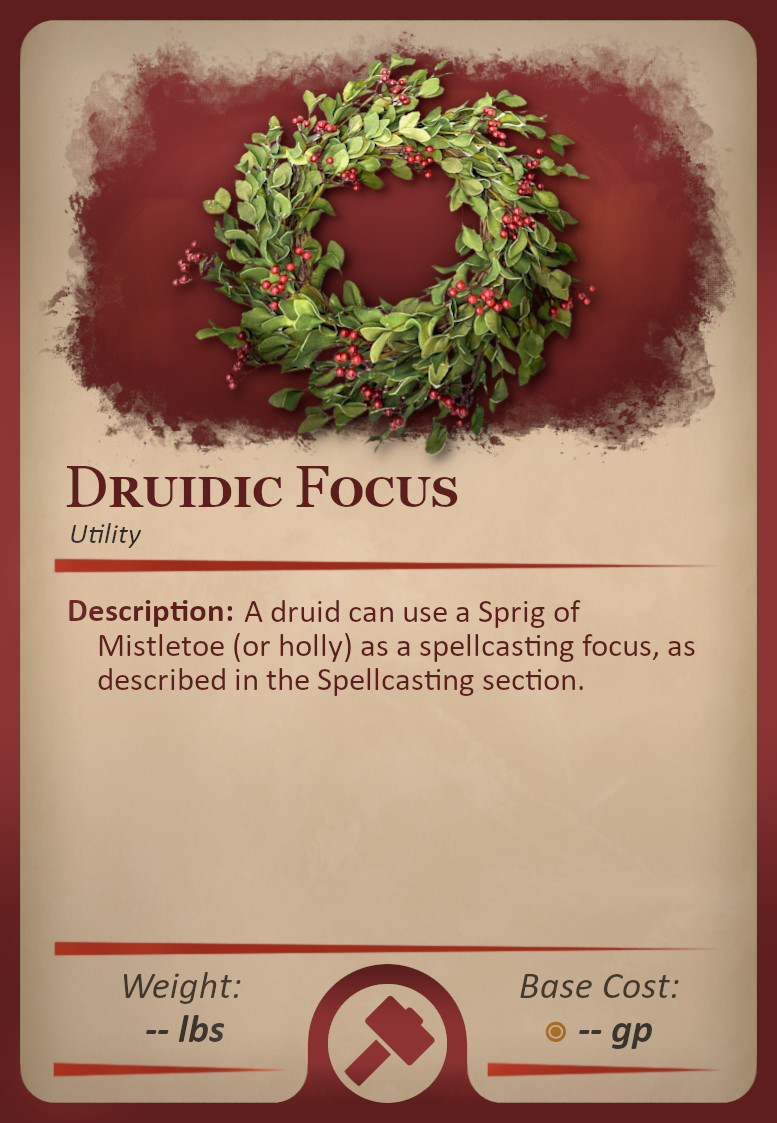 Druidic Focus
Utility
Description: A druid can use a Sprig of
Mistletoe (or holly) as a spellcasting focus, as
described in the Spellcasting section.
Weight:
-- lbs
Base Cost:
-- gp